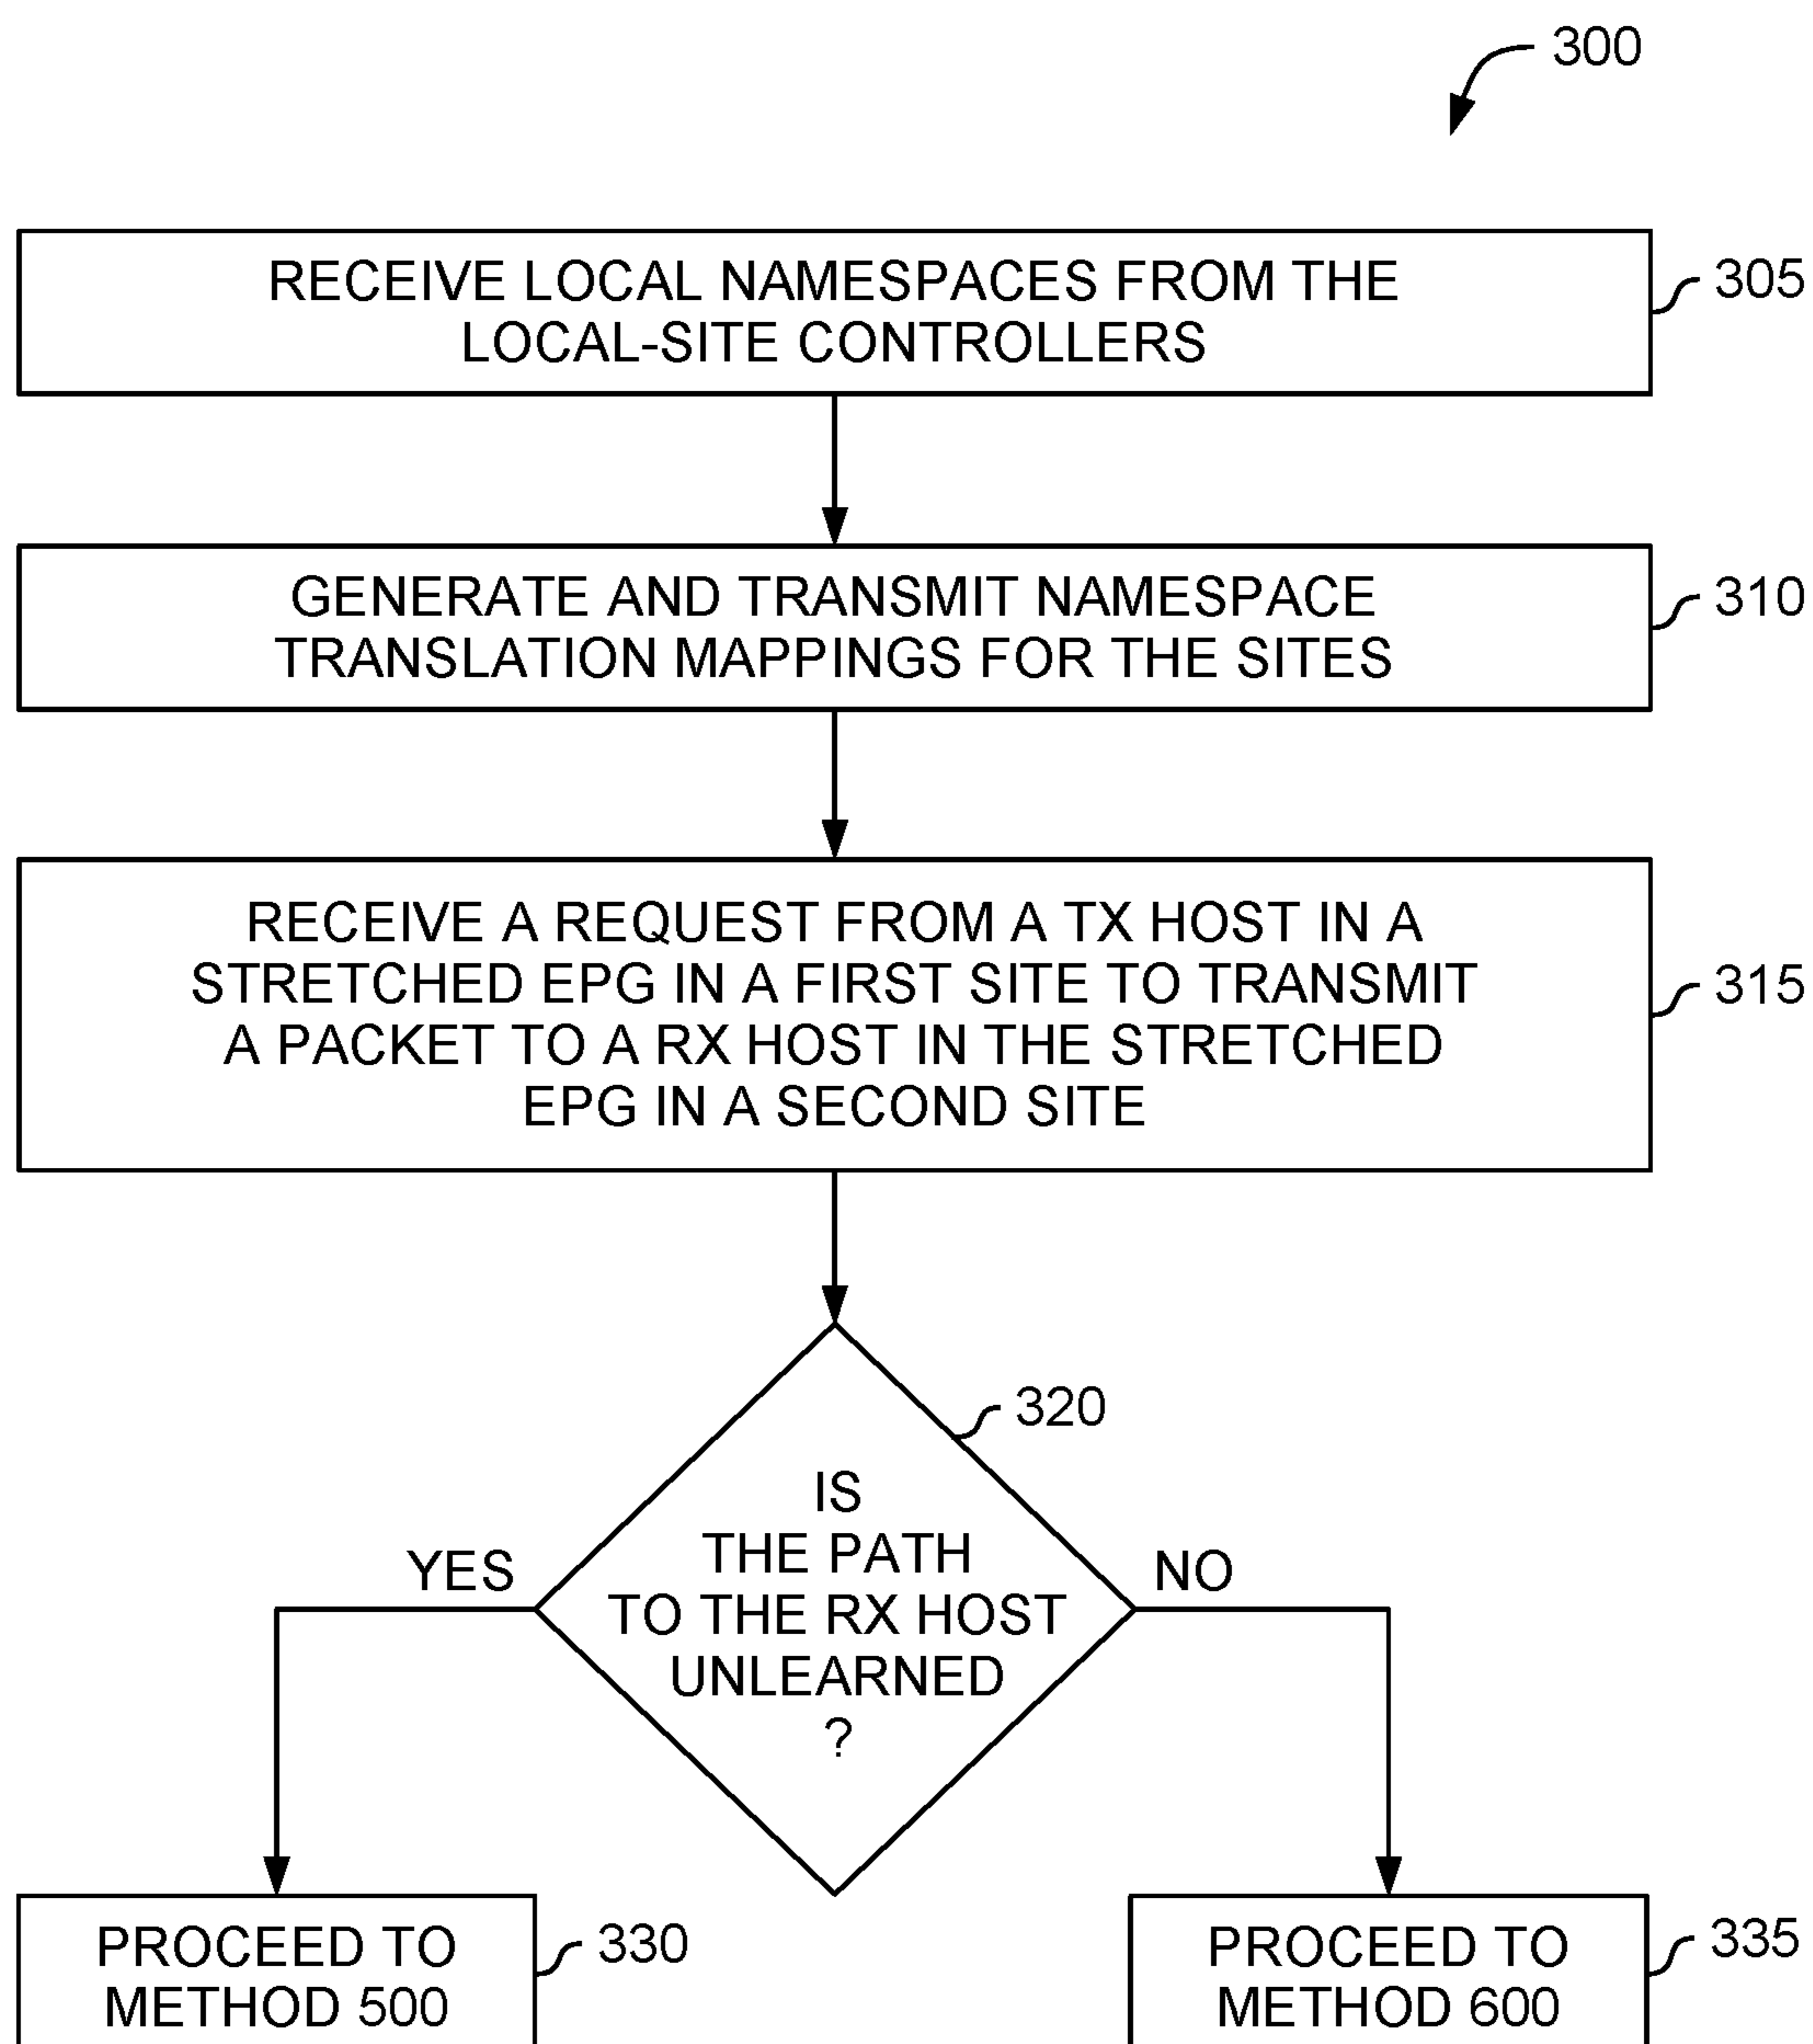 300
RECEIVE LOCAL NAMESPACES FROM THE
LOCAL-SITE CONTROLLERS
305
GENERATE AND TRANSMIT NAMESPACE
TRANSLATION MAPPINGS FOR THE SITES
310
RECEIVE A REQUEST FROM A TX HOST IN A
STRETCHED EPG IN A FIRST SITE TO TRANSMIT
A PACKET TO A RX HOST IN THE STRETCHED
EPG IN A SECOND SITE
315
320
IS
THE PATH
TO THE RX HOST
UNLEARNED
?
YES
NO
PROCEED TO
METHOD 500
330
PROCEED TO
METHOD 600
335